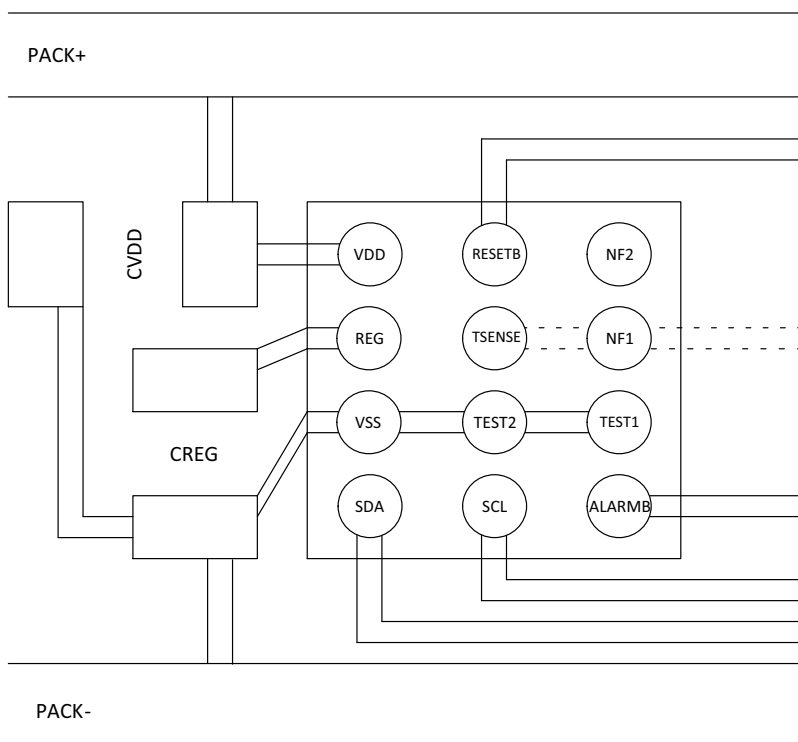 PACK+
CVDD
VDD
RESETB
NF2
REG
TSENSE
NF1
VSS
TEST2
TEST1
CREG
SDA
SCL
ALARMB
PACK-